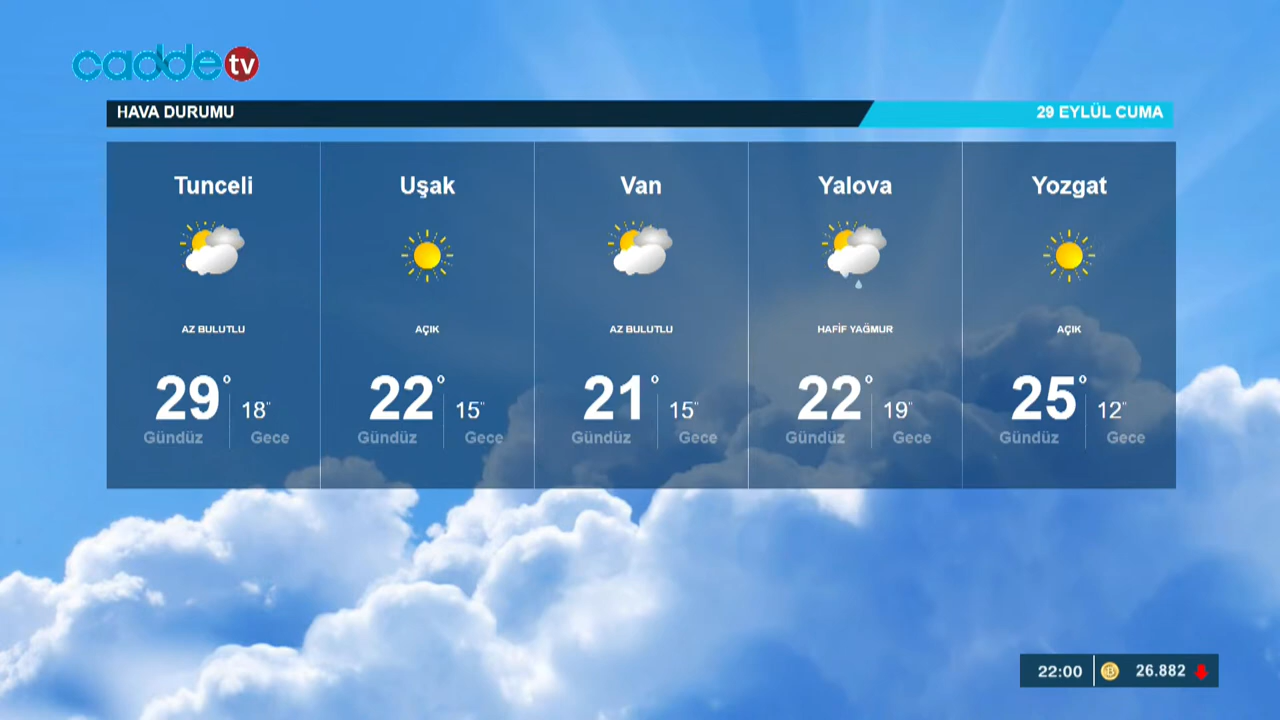 cadde tv
HAVA DURUMU
29 EYLÜL CUMA
Tunceli
AZ BULUTLU
29° 18°
Gündüz Gece
Uşak
AÇIK
22° 15°
Gündüz Gece
Van
AZ BULUTLU
21° 15°
Gündüz Gece
Yalova
HAFİF YAĞMUR
22° 19°
Gündüz Gece
Yozgat
AÇIK
25° 12°
Gündüz Gece
22:00 26.882